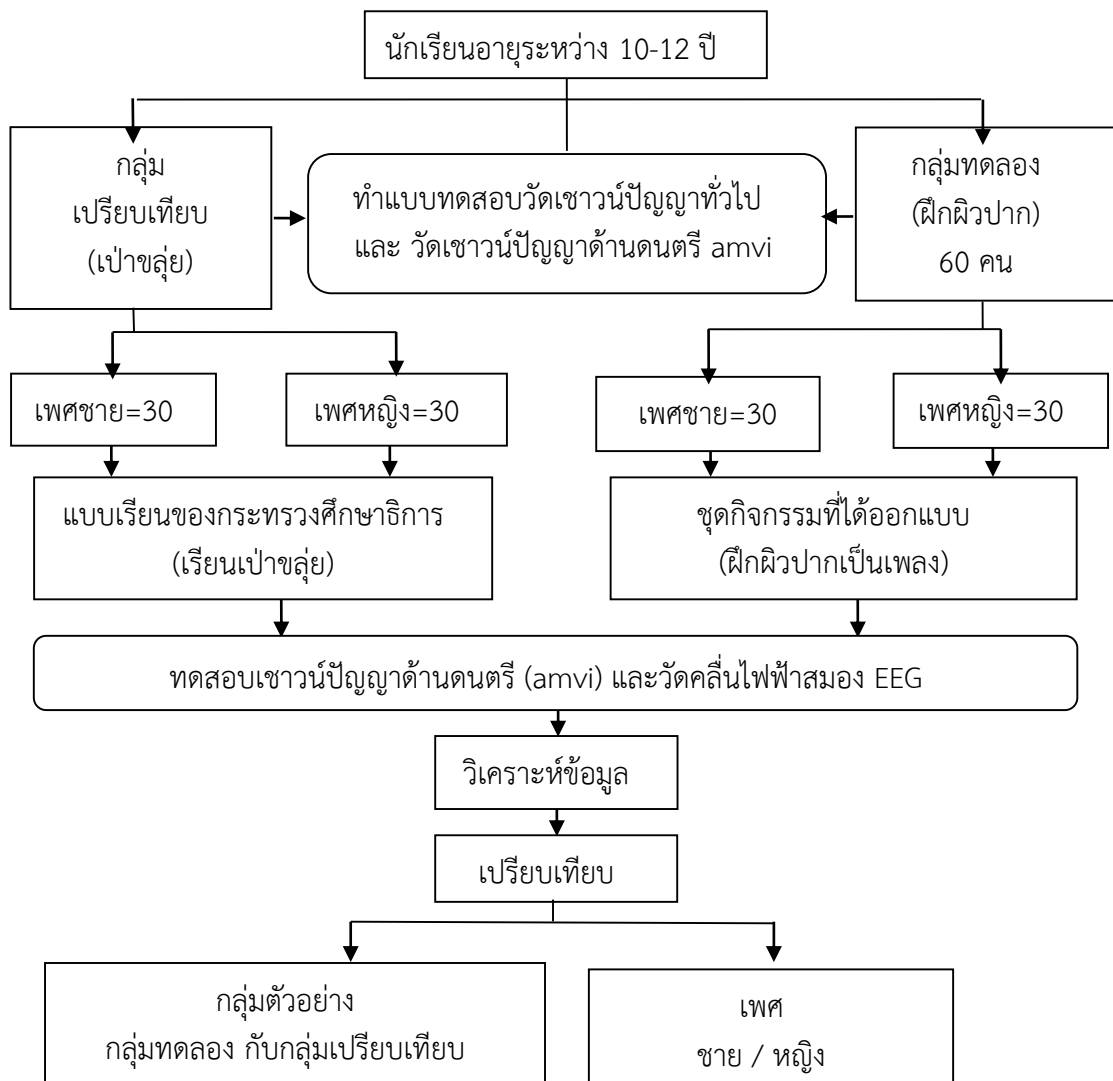 นักเรียนอายุระหว่าง 10-12 ปี
กลุ่ม
เปรียบเทียบ
(เป่าขลุ่ย)
ทำแบบทดสอบวัดเชาวน์ปัญญาทั่วไป
และ วัดเชาวน์ปัญญาด้านดนตรี amvi
กลุ่มทดลอง
(ฝึกผิวปาก)
60 คน
เพศชาย=30
เพศหญิง=30
เพศชาย=30
เพศหญิง=30
แบบเรียนของกระทรวงศึกษาธิการ
(เรียนเป่าขลุ่ย)
ชุดกิจกรรมที่ได้ออกแบบ
(ฝึกผิวปากเป็นเพลง)
ทดสอบเชาวน์ปัญญาด้านดนตรี (amvi) และวัดคลื่นไฟฟ้าสมอง EEG
วิเคราะห์ข้อมูล
เปรียบเทียบ
กลุ่มตัวอย่าง
กลุ่มทดลอง กับกลุ่มเปรียบเทียบ
เพศ
ชาย / หญิง